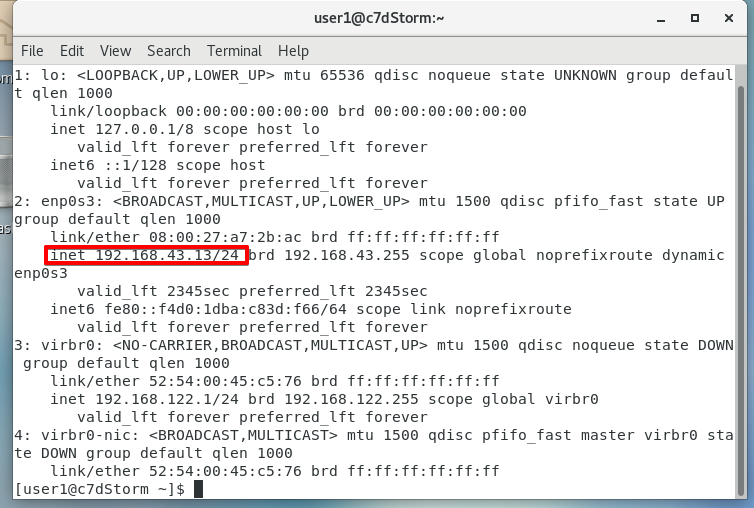 user1@c7dStorm:~
File Edit View Search Terminal Help
1: lo: <LOOPBACK,UP,LOWER_UP> mtu 65536 qdisc noqueue state UNKNOWN group defaul
t qlen 1000
    link/loopback 00:00:00:00:00:00 brd 00:00:00:00:00:00
    inet 127.0.0.1/8 scope host lo
       valid_lft forever preferred_lft forever
    inet6 ::1/128 scope host
       valid_lft forever preferred_lft forever
2: enp0s3: <BROADCAST,MULTICAST,UP,LOWER_UP> mtu 1500 qdisc pfifo_fast state UP
group default qlen 1000
    link/ether 08:00:27:a7:2b:ac brd ff:ff:ff:ff:ff:ff
    inet 192.168.43.13/24 brd 192.168.43.255 scope global noprefixroute dynamic
enp0s3
       valid_lft 2345sec preferred_lft 2345sec
    inet6 fe80::f4d0:1dba:c83d:f66/64 scope link noprefixroute
       valid_lft forever preferred_lft forever
3: virbr0: <NO-CARRIER,BROADCAST,MULTICAST,UP> mtu 1500 qdisc noqueue state DOWN
 group default qlen 1000
    link/ether 52:54:00:45:c5:76 brd ff:ff:ff:ff:ff:ff
    inet 192.168.122.1/24 brd 192.168.122.255 scope global virbr0
       valid_lft forever preferred_lft forever
4: virbr0-nic: <BROADCAST,MULTICAST> mtu 1500 qdisc pfifo_fast master virbr0 sta
te DOWN group default qlen 1000
    link/ether 52:54:00:45:c5:76 brd ff:ff:ff:ff:ff:ff
[user1@c7dStorm ~]$